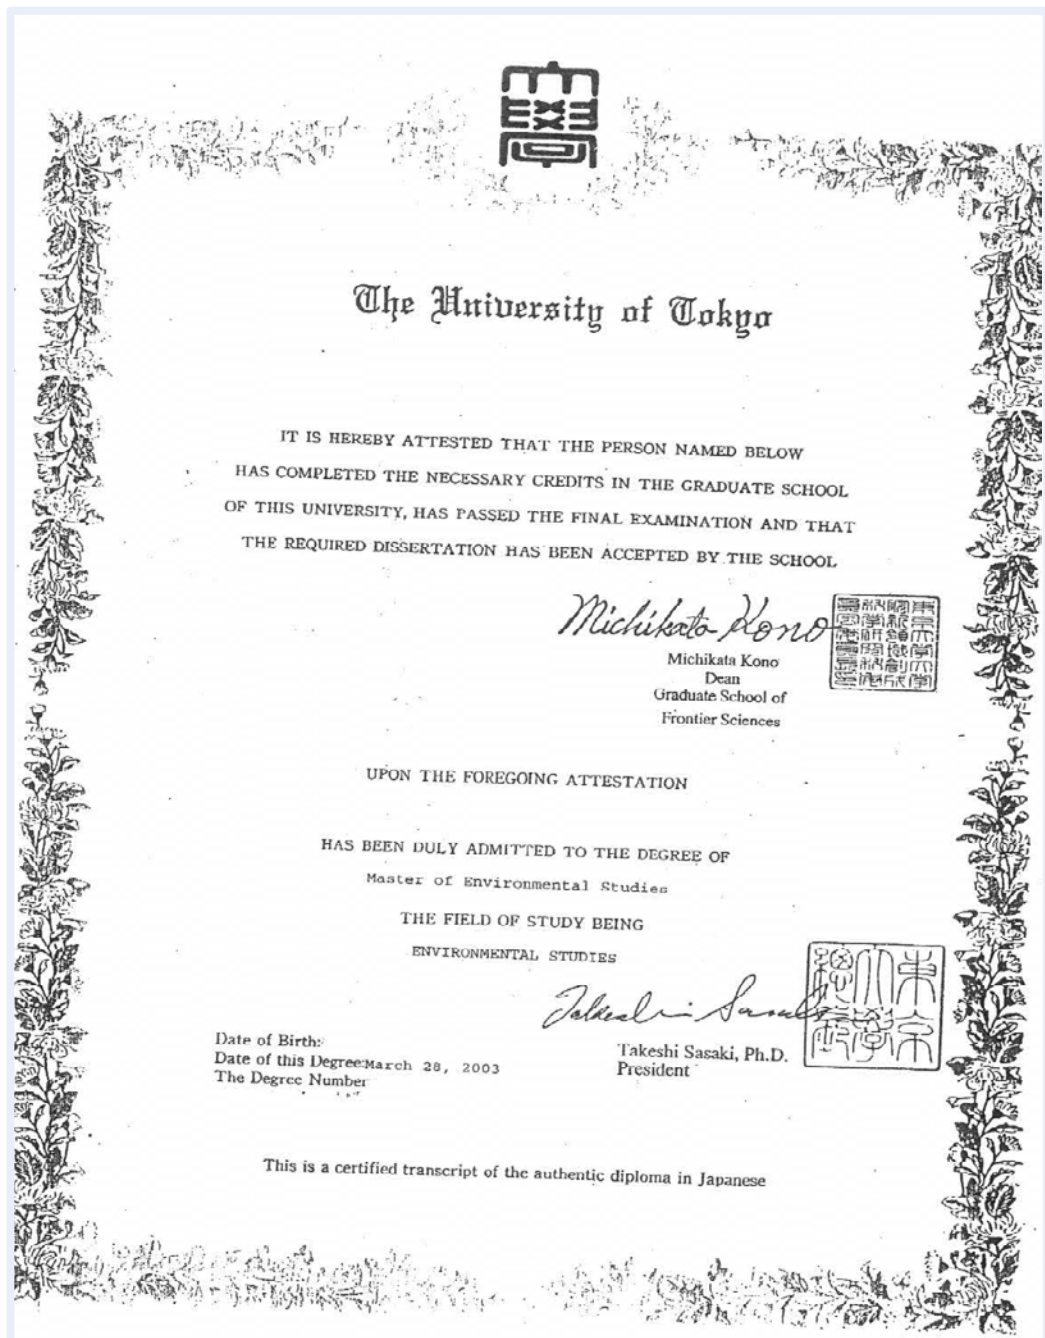 大學
The University of Tokyo
IT IS HEREBY ATTESTED THAT THE PERSON NAMED BELOW
HAS COMPLETED THE NECESSARY CREDITS IN THE GRADUATE SCHOOL
OF THIS UNIVERSITY, HAS PASSED THE FINAL EXAMINATION AND THAT
THE REQUIRED DISSERTATION HAS BEEN ACCEPTED BY THE SCHOOL
Michikata Kono
Michikata Kono
Dean
Graduate School of
Frontier Sciences
UPON THE FOREGOING ATTESTATION
HAS BEEN DULY ADMITTED TO THE DEGREE OF
Master of Environmental Studies
THE FIELD OF STUDY BEING
ENVIRONMENTAL STUDIES
Takeshi Sasaki
Date of Birth:
Date of this Degree:March 28, 2003
The Degree Number
Takeshi Sasaki, Ph.D.
President
This is a certified transcript of the authentic diploma in Japanese